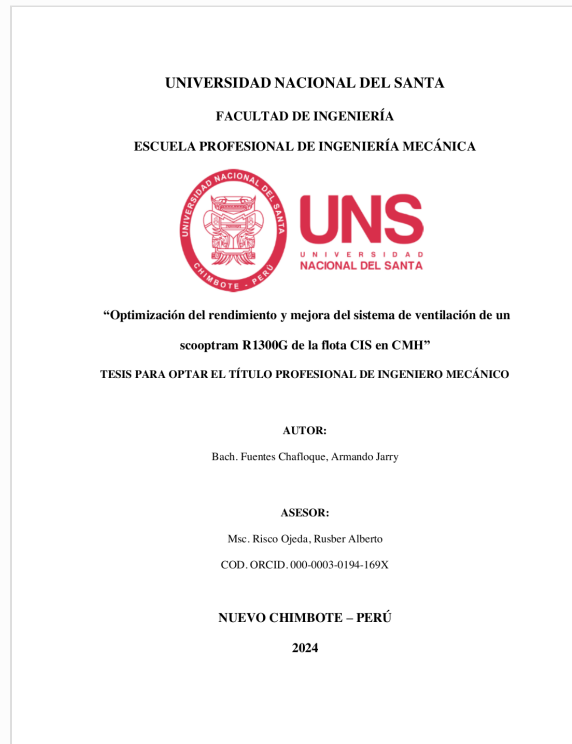 UNIVERSIDAD NACIONAL DEL SANTA
FACULTAD DE INGENIERÍA
ESCUELA PROFESIONAL DE INGENIERÍA MECÁNICA
UNIVERSIDAD NACIONAL DEL SANTA
CHIMBOTE - PERÚ
UNS
UNIVERSIDAD
NACIONAL DEL SANTA
“Optimización del rendimiento y mejora del sistema de ventilación de un
scooptram R1300G de la flota CIS en CMH”
TESIS PARA OPTAR EL TÍTULO PROFESIONAL DE INGENIERO MECÁNICO
AUTOR:
Bach. Fuentes Chafloque, Armando Jarry
ASESOR:
Msc. Risco Ojeda, Rusber Alberto
COD. ORCID. 000-0003-0194-169X
NUEVO CHIMBOTE – PERÚ
2024